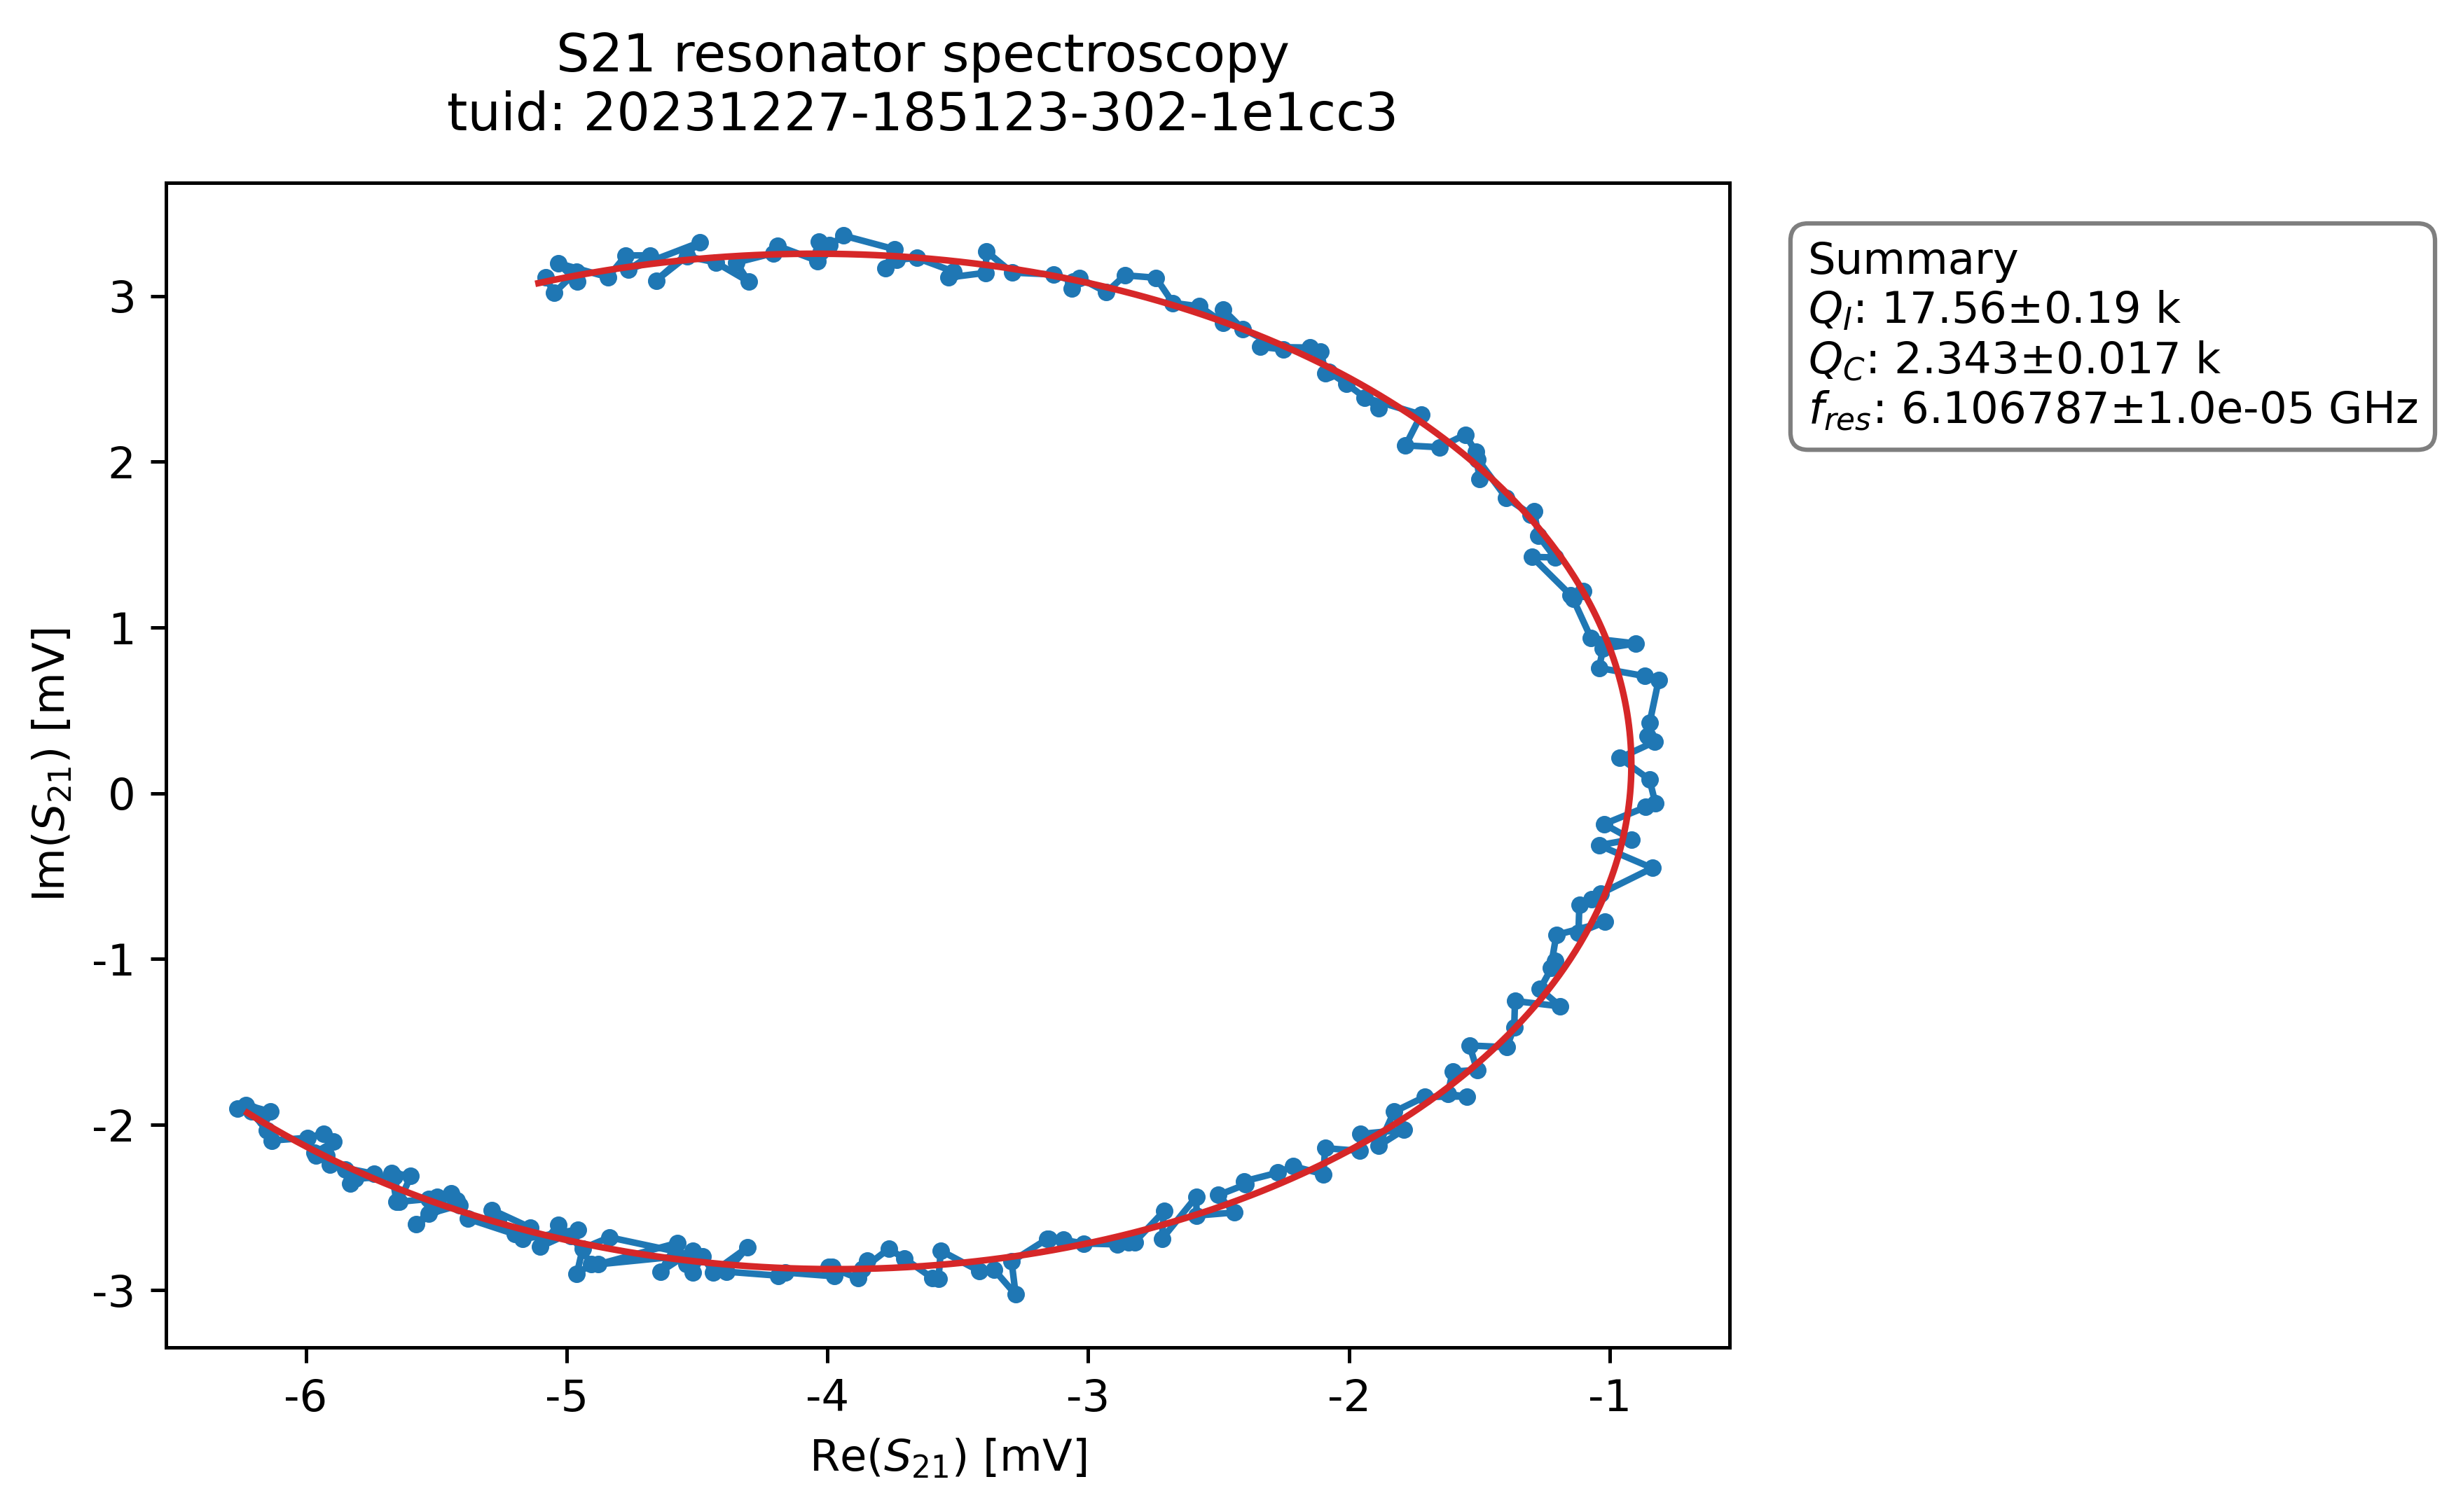 S21 resonator spectroscopy
tuid: 20231227-185123-302-1e1cc3
Summary
Q_l: 17.56±0.19 k
Q_C: 2.343±0.017 k
f_res: 6.106787±1.0e-05 GHz
Im(S_21) [mV]
3
2
1
0
-1
-2
-3
-6 -5 -4 -3 -2 -1
Re(S_21) [mV]